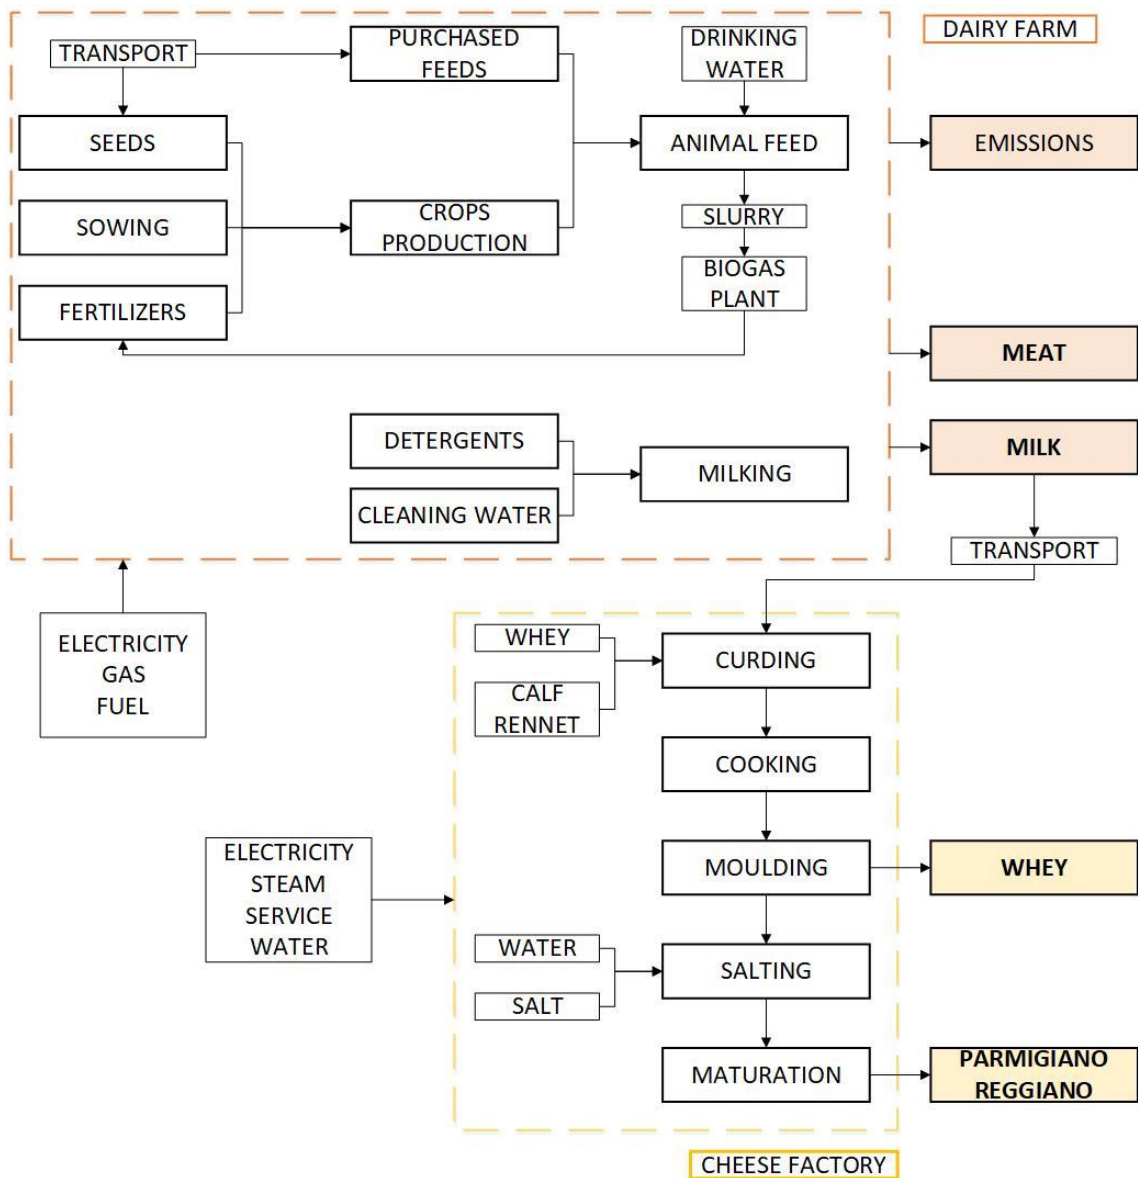 TRANSPORT
PURCHASED
FEEDS
DRINKING
WATER
DAIRY FARM
SEEDS
ANIMAL FEED
EMISSIONS
SOWING
CROPS
PRODUCTION
SLURRY
FERTILIZERS
BIOGAS
PLANT
MEAT
DETERGENTS
MILK
MILKING
CLEANING WATER
TRANSPORT
ELECTRICITY
GAS
FUEL
WHEY
CURDING
CALF
RENNET
COOKING
ELECTRICITY
STEAM
SERVICE
WATER
MOULDING
WHEY
WATER
SALTING
SALT
MATURATION
PARMIGIANO
REGGIANO
CHEESE FACTORY